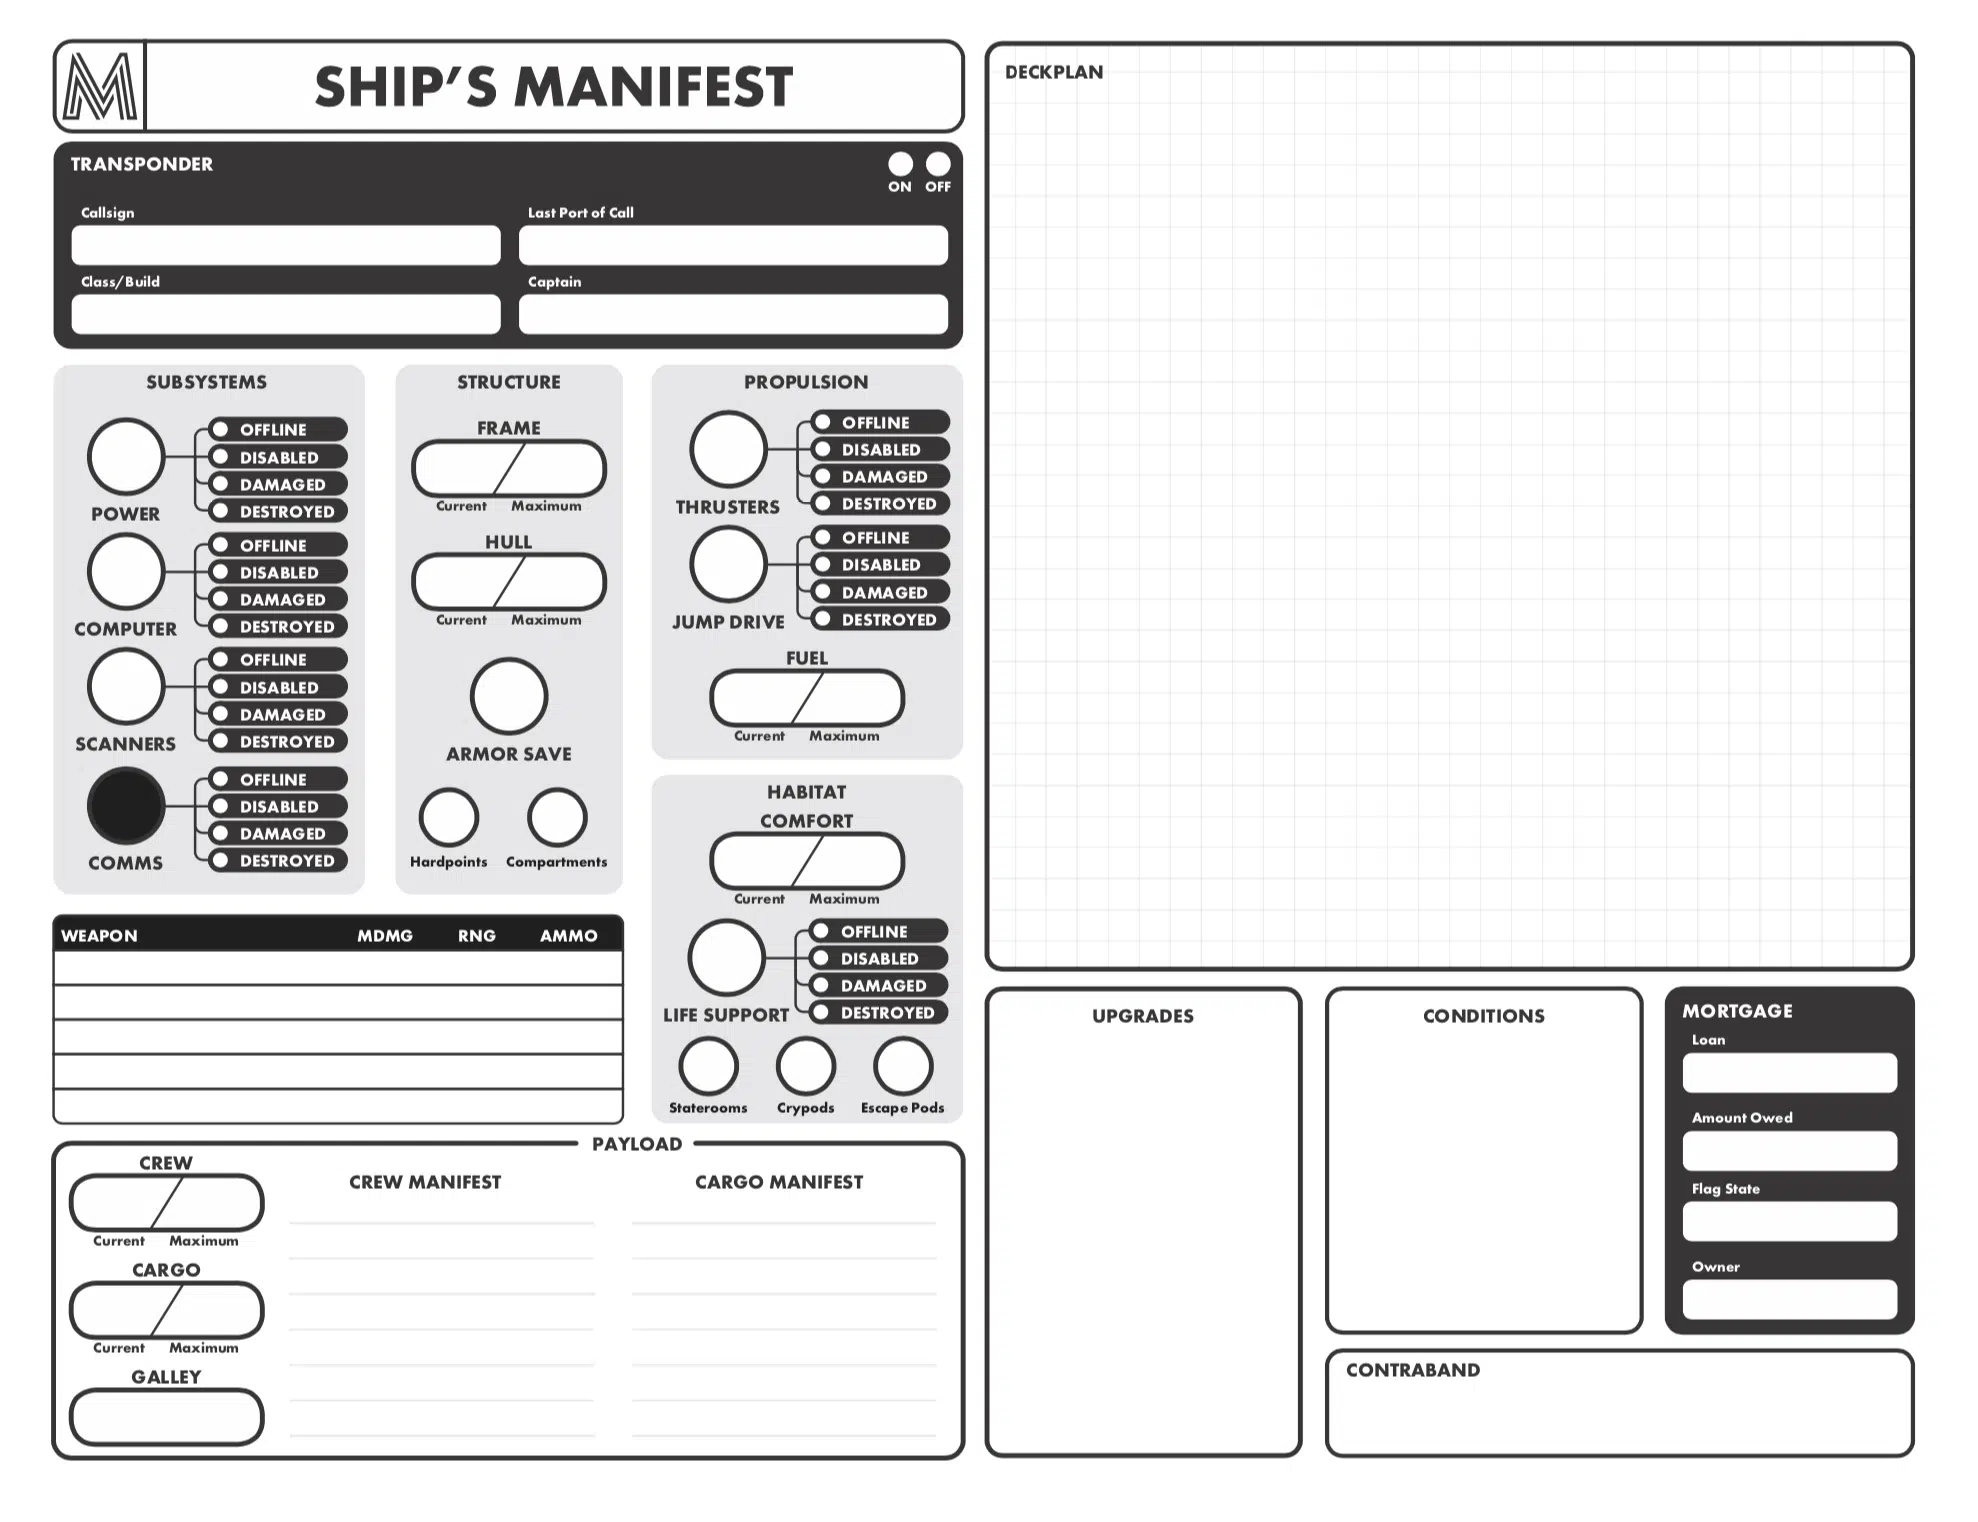 M
SHIP'S MANIFEST
TRANSPONDER
ON OFF
Callsign
Last Port of Call
Class/Build
Captain
SUBSYSTEMS
OFFLINE
DISABLED
DAMAGED
DESTROYED
POWER
OFFLINE
DISABLED
DAMAGED
DESTROYED
COMPUTER
OFFLINE
DISABLED
DAMAGED
DESTROYED
SCANNERS
OFFLINE
DISABLED
DAMAGED
DESTROYED
COMMS
STRUCTURE
FRAME
Current Maximum
HULL
Current Maximum
ARMOR SAVE
Hardpoints Compartments
PROPULSION
OFFLINE
DISABLED
DAMAGED
DESTROYED
THRUSTERS
OFFLINE
DISABLED
DAMAGED
DESTROYED
JUMP DRIVE
FUEL
Current Maximum
HABITAT
COMFORT
Current Maximum
OFFLINE
DISABLED
DAMAGED
DESTROYED
LIFE SUPPORT
Staterooms Crypods Escape Pods
WEAPON MDMG RNG AMMO
PAYLOAD
CREW
Current Maximum
CARGO
Current Maximum
GALLEY
CREW MANIFEST
CARGO MANIFEST
DECKPLAN
UPGRADES
CONDITIONS
MORTGAGE
Loan
Amount Owed
Flag State
Owner
CONTRABAND